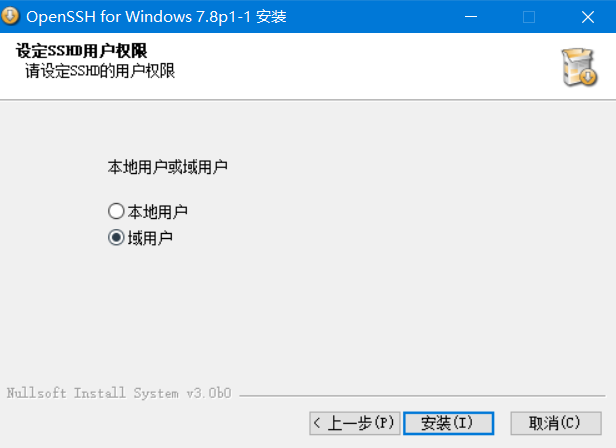 OpenSSH for Windows 7.8p1-1 安装
设定SSHD用户权限
请设定SSHD的用户权限
本地用户或域用户
本地用户
域用户
Nullsoft Install System v3.0b0
< 上一步(P) 安装(I) 取消(C)